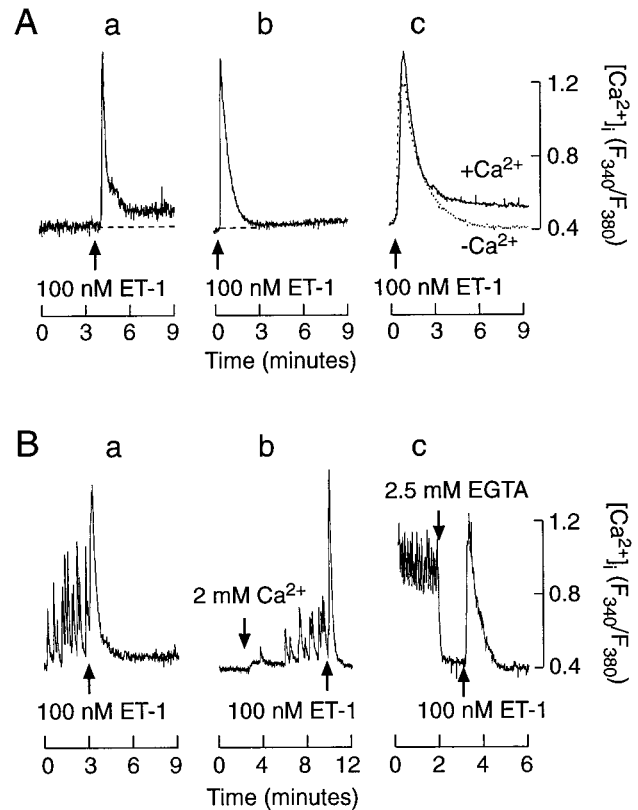 A
a
b
c
+Ca²⁺
-Ca²⁺
1.2
0.8
0.4
[Ca²⁺]ᵢ (F₃₄₀/F₃₈₀)
100 nM ET-1
100 nM ET-1
100 nM ET-1
0 3 6 9
0 3 6 9
0 3 6 9
Time (minutes)
B
a
b
c
2.5 mM EGTA
2 mM Ca²⁺
1.2
0.8
0.4
[Ca²⁺]ᵢ (F₃₄₀/F₃₈₀)
100 nM ET-1
100 nM ET-1
100 nM ET-1
0 3 6 9
0 4 8 12
0 2 4 6
Time (minutes)